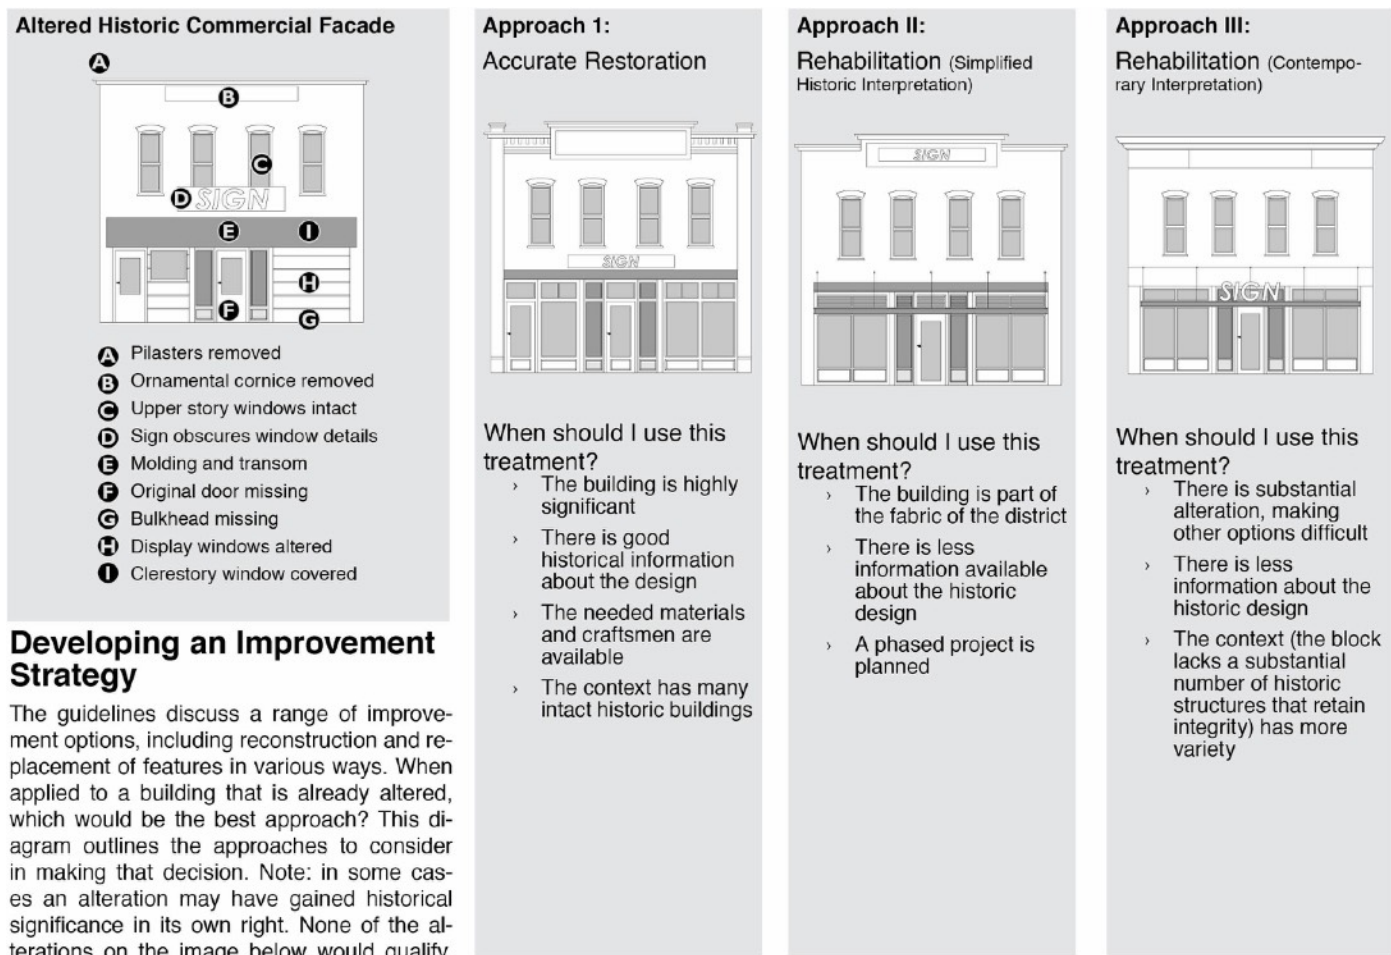 Altered Historic Commercial Facade
A
B
C
D SIGN
E I
H
F
G
A Pilasters removed
B Ornamental cornice removed
C Upper story windows intact
D Sign obscures window details
E Molding and transom
F Original door missing
G Bulkhead missing
H Display windows altered
I Clerestory window covered
Developing an Improvement
Strategy
The guidelines discuss a range of improve-
ment options, including reconstruction and re-
placement of features in various ways. When
applied to a building that is already altered,
which would be the best approach? This di-
agram outlines the approaches to consider
in making that decision. Note: in some cas-
es an alteration may have gained historical
significance in its own right. None of the al-
terations on the image below would qualify.
Approach 1:
Accurate Restoration
SIGN
When should I use this
treatment?
› The building is highly
significant
› There is good
historical information
about the design
› The needed materials
and craftsmen are
available
› The context has many
intact historic buildings
Approach II:
Rehabilitation (Simplified
Historic Interpretation)
SIGN
When should I use this
treatment?
› The building is part of
the fabric of the district
› There is less
information available
about the historic
design
› A phased project is
planned
Approach III:
Rehabilitation (Contempo-
rary Interpretation)
SIGN
When should I use this
treatment?
› There is substantial
alteration, making
other options difficult
› There is less
information about the
historic design
› The context (the block
lacks a substantial
number of historic
structures that retain
integrity) has more
variety